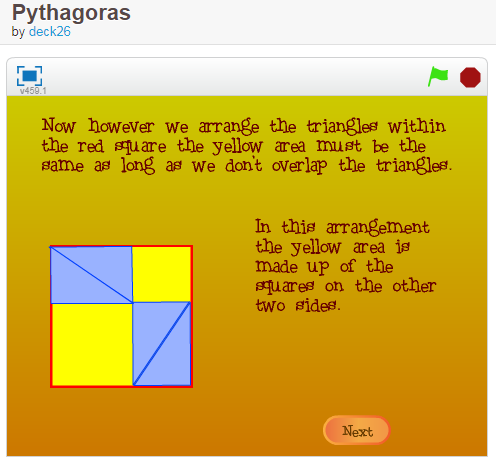 Pythagoras
by deck26
v459.1
Now however we arrange the triangles within
the red square the yellow area must be the
same as long as we don't overlap the triangles.
In this arrangement
the yellow area is
made up of the
squares on the other
two sides.
Next